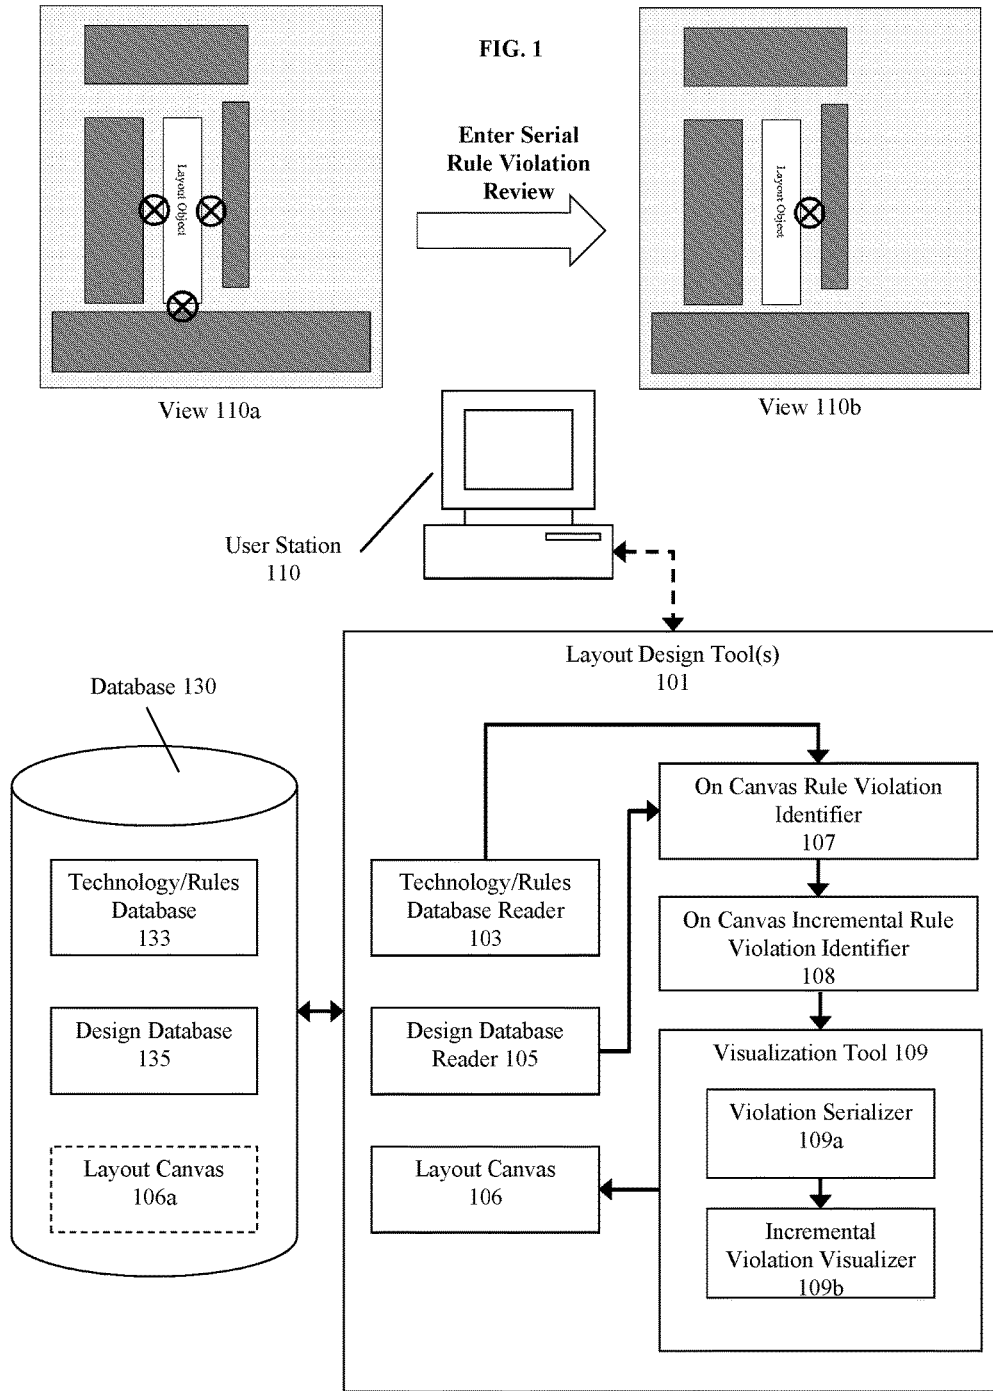 FIG. 1
Enter Serial
Rule Violation
Review
Layout Object
Layout Object
View 110a
View 110b
User Station
110
Layout Design Tool(s)
101
Database 130
On Canvas Rule Violation
Identifier
107
Technology/Rules
Database
133
Technology/Rules
Database Reader
103
On Canvas Incremental Rule
Violation Identifier
108
Design Database
135
Design Database
Reader 105
Visualization Tool 109
Violation Serializer
109a
Layout Canvas
106a
Layout Canvas
106
Incremental
Violation Visualizer
109b